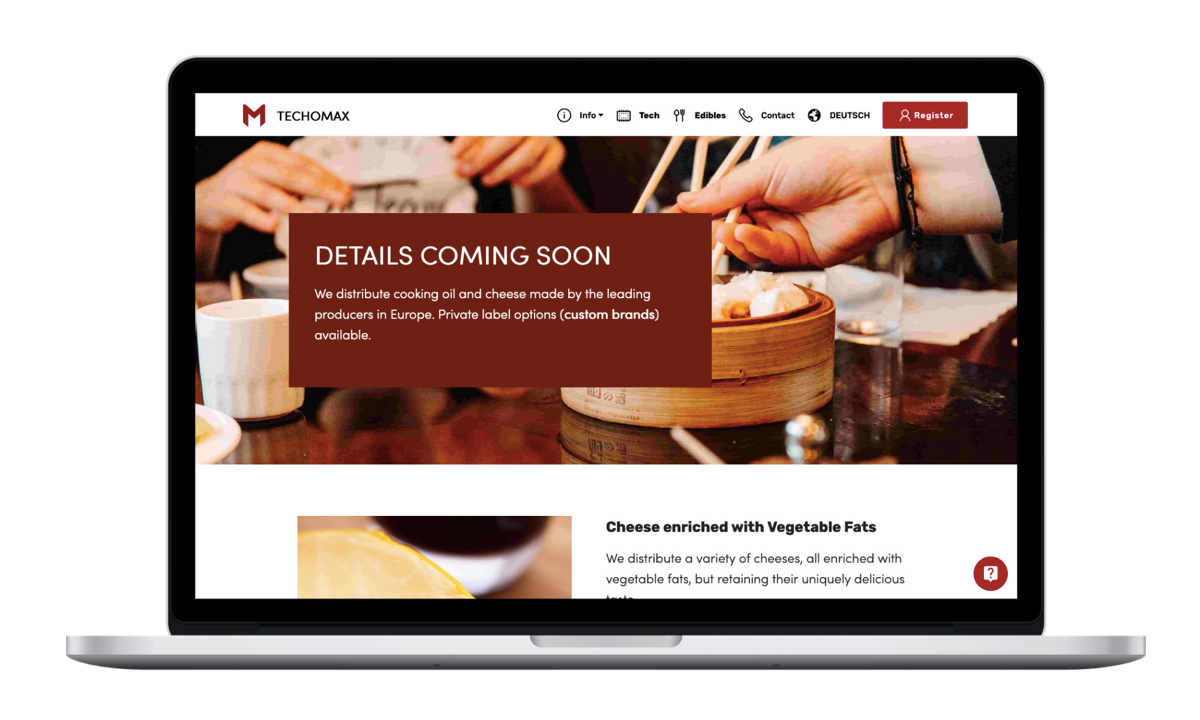 TECHOMAX
Info
Tech
Edibles
Contact
DEUTSCH
Register
DETAILS COMING SOON
We distribute cooking oil and cheese made by the leading
producers in Europe. Private label options (custom brands)
available.
Cheese enriched with Vegetable Fats
We distribute a variety of cheeses, all enriched with
vegetable fats, but retaining their uniquely delicious